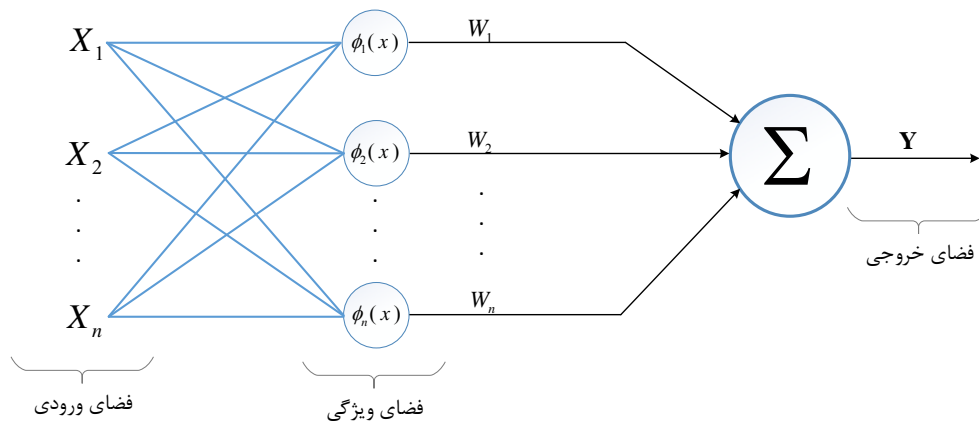 X₁
ϕ₁(x)
W₁
X₂
ϕ₂(x)
W₂
Σ
Y
.
.
.
.
.
.
.
.
.
Xₙ
ϕₙ(x)
Wₙ
فضای ورودی
فضای ویژگی
فضای خروجی